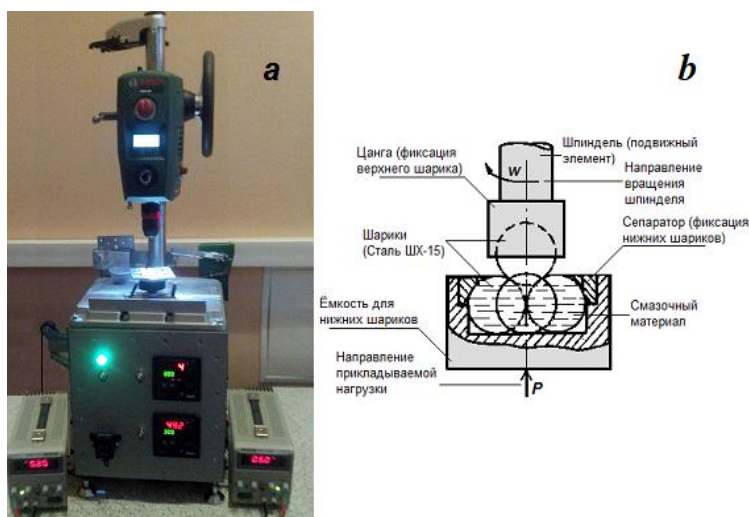 a
b
Шпиндель (подвижный
элемент)
Цанга (фиксация
верхнего шарика)
W
Направление
вращения
шпинделя
Сепаратор (фиксация
нижних шариков)
Шарики
(Сталь ШХ-15)
Ёмкость для
нижних шариков
Смазочный
материал
Направление
прикладываемой
нагрузки
P
4